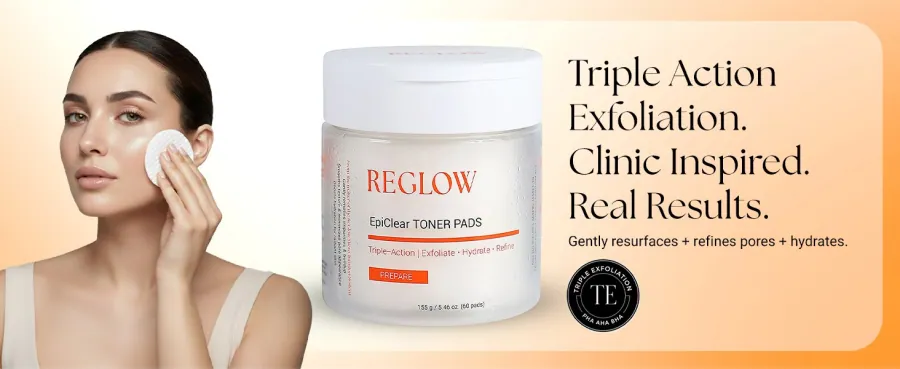 REGLOW
EpiClear TONER PADS
Triple-Action | Exfoliate • Hydrate • Refine
PREPARE
155 g / 5.46 oz. (60 pads)
Triple Action
Exfoliation.
Clinic Inspired.
Real Results.
Gently resurfaces + refines pores + hydrates.
TRIPLE EXFOLIATION
TE
PHA AHA BHA